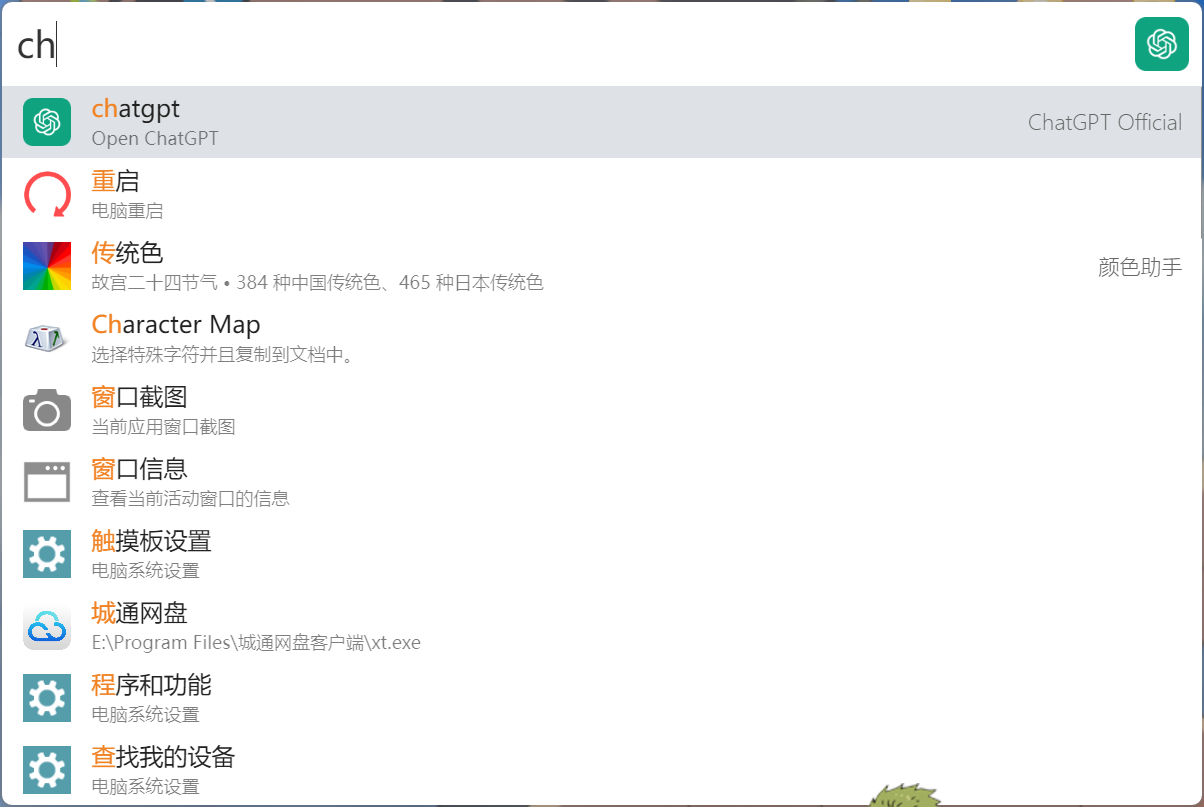 ch
chatgpt
Open ChatGPT
ChatGPT Official
重启
电脑重启
传统色
故宫二十四节气 • 384 种中国传统色、465 种日本传统色
颜色助手
Character Map
选择特殊字符并且复制到文档中。
窗口截图
当前应用窗口截图
窗口信息
查看当前活动窗口的信息
触摸板设置
电脑系统设置
城通网盘
E:\Program Files\城通网盘客户端\xt.exe
程序和功能
电脑系统设置
查找我的设备
电脑系统设置